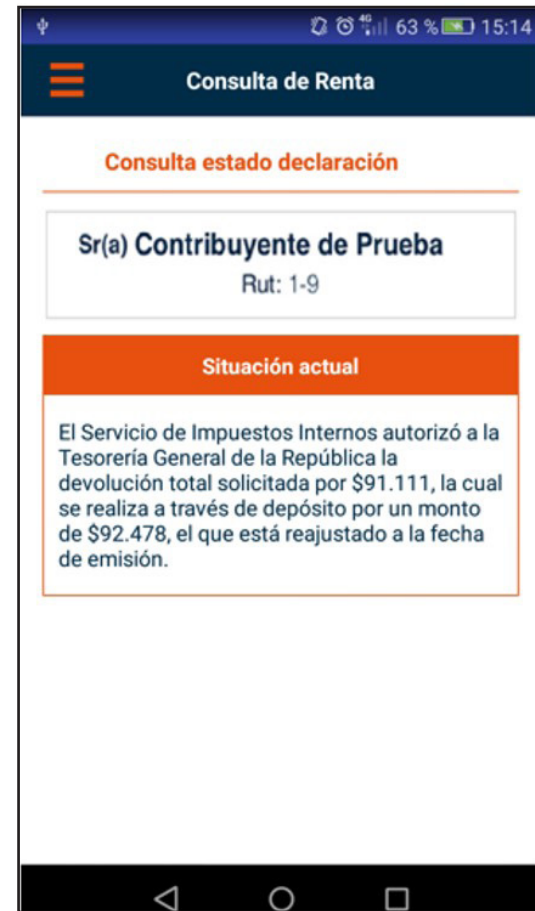 4G 63 % 15:14
Consulta de Renta
Consulta estado declaración
Sr(a) Contribuyente de Prueba
Rut: 1-9
Situación actual
El Servicio de Impuestos Internos autorizó a la
Tesorería General de la República la
devolución total solicitada por $91.111, la cual
se realiza a través de depósito por un monto
de $92.478, el que está reajustado a la fecha
de emisión.